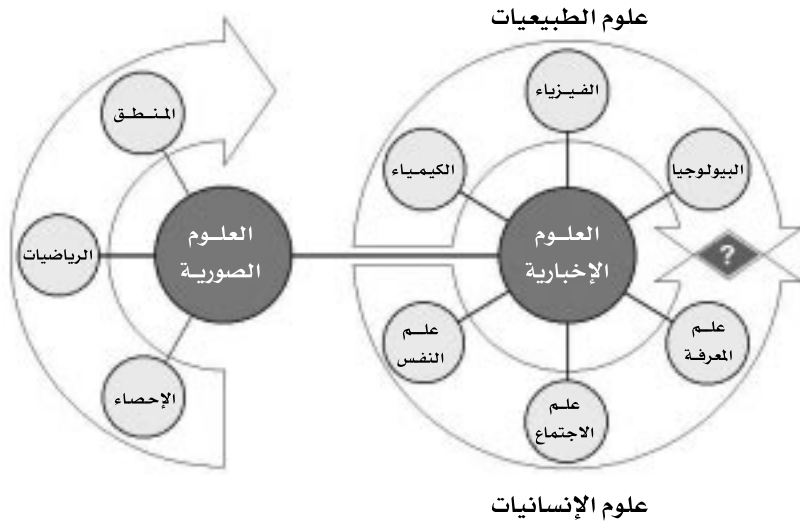 علوم الطبيعيات
الفيزياء
الكيمياء
البيولوجيا
العلوم
الإخبارية
?
علم
النفس
علم
الاجتماع
علم
المعرفة
علوم الإنسانيات
العلوم
الصورية
المنطق
الرياضيات
الإحصاء